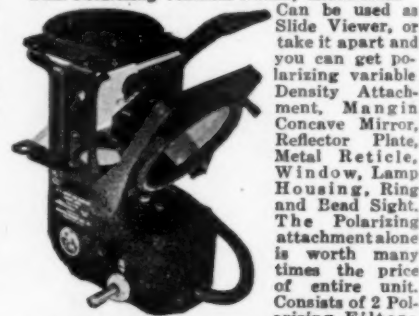 Can be used as
Slide Viewer, or
take it apart and
you can get po-
larizing variable
Density Attach-
ment, Mangin
Concave Mirror,
Reflector Plate,
Metal Reticle,
Window, Lamp
Housing, Ring
and Bead Sight.
The Polarizing
attachment alone
is worth many
times the price
of entire unit.
Consists of 2 Pol-